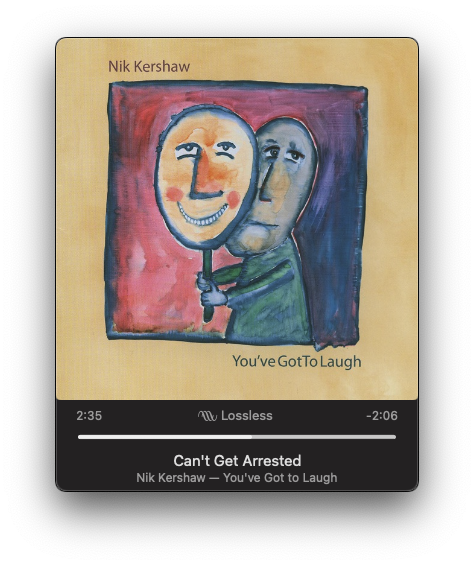 Nik Kershaw
You've Got To Laugh
2:35 Lossless -2:06
Can't Get Arrested
Nik Kershaw — You've Got to Laugh